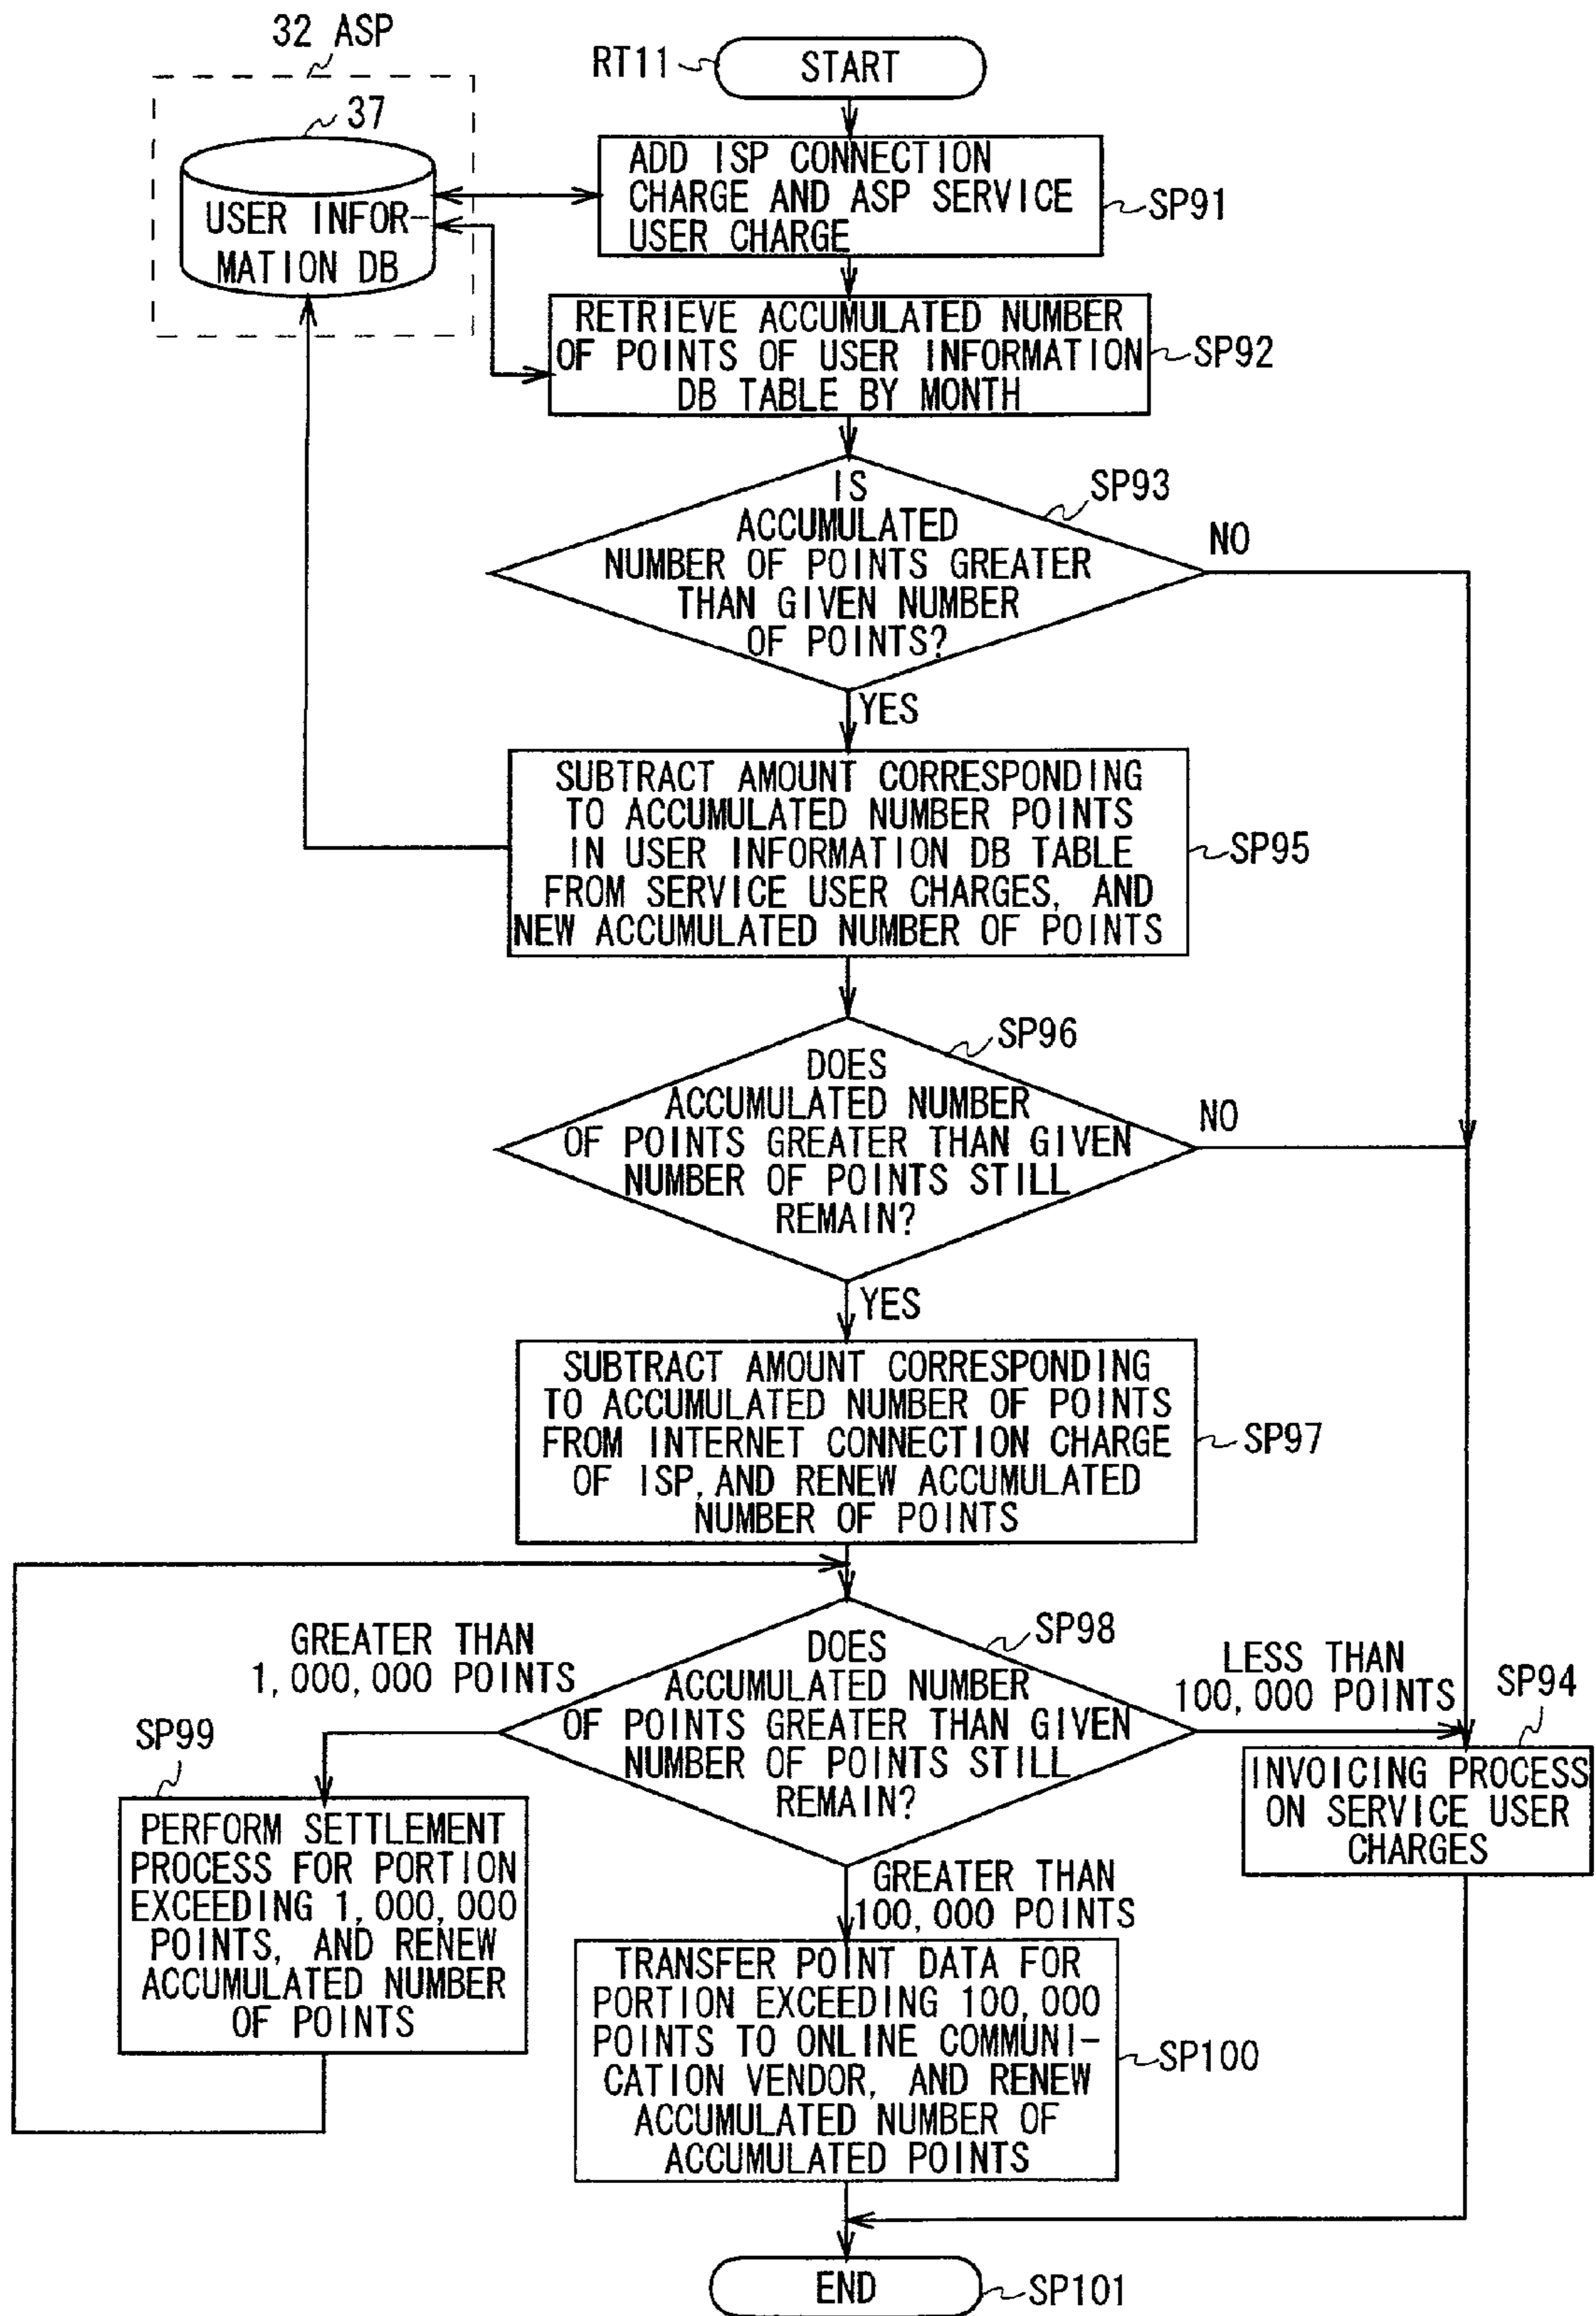 32 ASP
37
USER INFOR-
MATION DB
RT11
START
ADD ISP CONNECTION
CHARGE AND ASP SERVICE
USER CHARGE
SP91
RETRIEVE ACCUMULATED NUMBER
OF POINTS OF USER INFORMATION
DB TABLE BY MONTH
SP92
IS
ACCUMULATED
NUMBER OF POINTS GREATER
THAN GIVEN NUMBER
OF POINTS?
SP93
NO
YES
SUBTRACT AMOUNT CORRESPONDING
TO ACCUMULATED NUMBER POINTS
IN USER INFORMATION DB TABLE
FROM SERVICE USER CHARGES, AND
NEW ACCUMULATED NUMBER OF POINTS
SP95
DOES
ACCUMULATED NUMBER
OF POINTS GREATER THAN GIVEN
NUMBER OF POINTS STILL
REMAIN?
SP96
NO
YES
SUBTRACT AMOUNT CORRESPONDING
TO ACCUMULATED NUMBER OF POINTS
FROM INTERNET CONNECTION CHARGE
OF ISP, AND RENEW ACCUMULATED
NUMBER OF POINTS
SP97
GREATER THAN
1,000,000 POINTS
DOES
ACCUMULATED NUMBER
OF POINTS GREATER THAN GIVEN
NUMBER OF POINTS STILL
REMAIN?
SP98
LESS THAN
100,000 POINTS
SP94
INVOICING PROCESS
ON SERVICE USER
CHARGES
SP99
PERFORM SETTLEMENT
PROCESS FOR PORTION
EXCEEDING 1,000,000
POINTS, AND RENEW
ACCUMULATED NUMBER
OF POINTS
GREATER THAN
100,000 POINTS
TRANSFER POINT DATA FOR
PORTION EXCEEDING 100,000
POINTS TO ONLINE COMMUNI-
CATION VENDOR, AND RENEW
ACCUMULATED NUMBER OF
ACCUMULATED POINTS
SP100
END
SP101